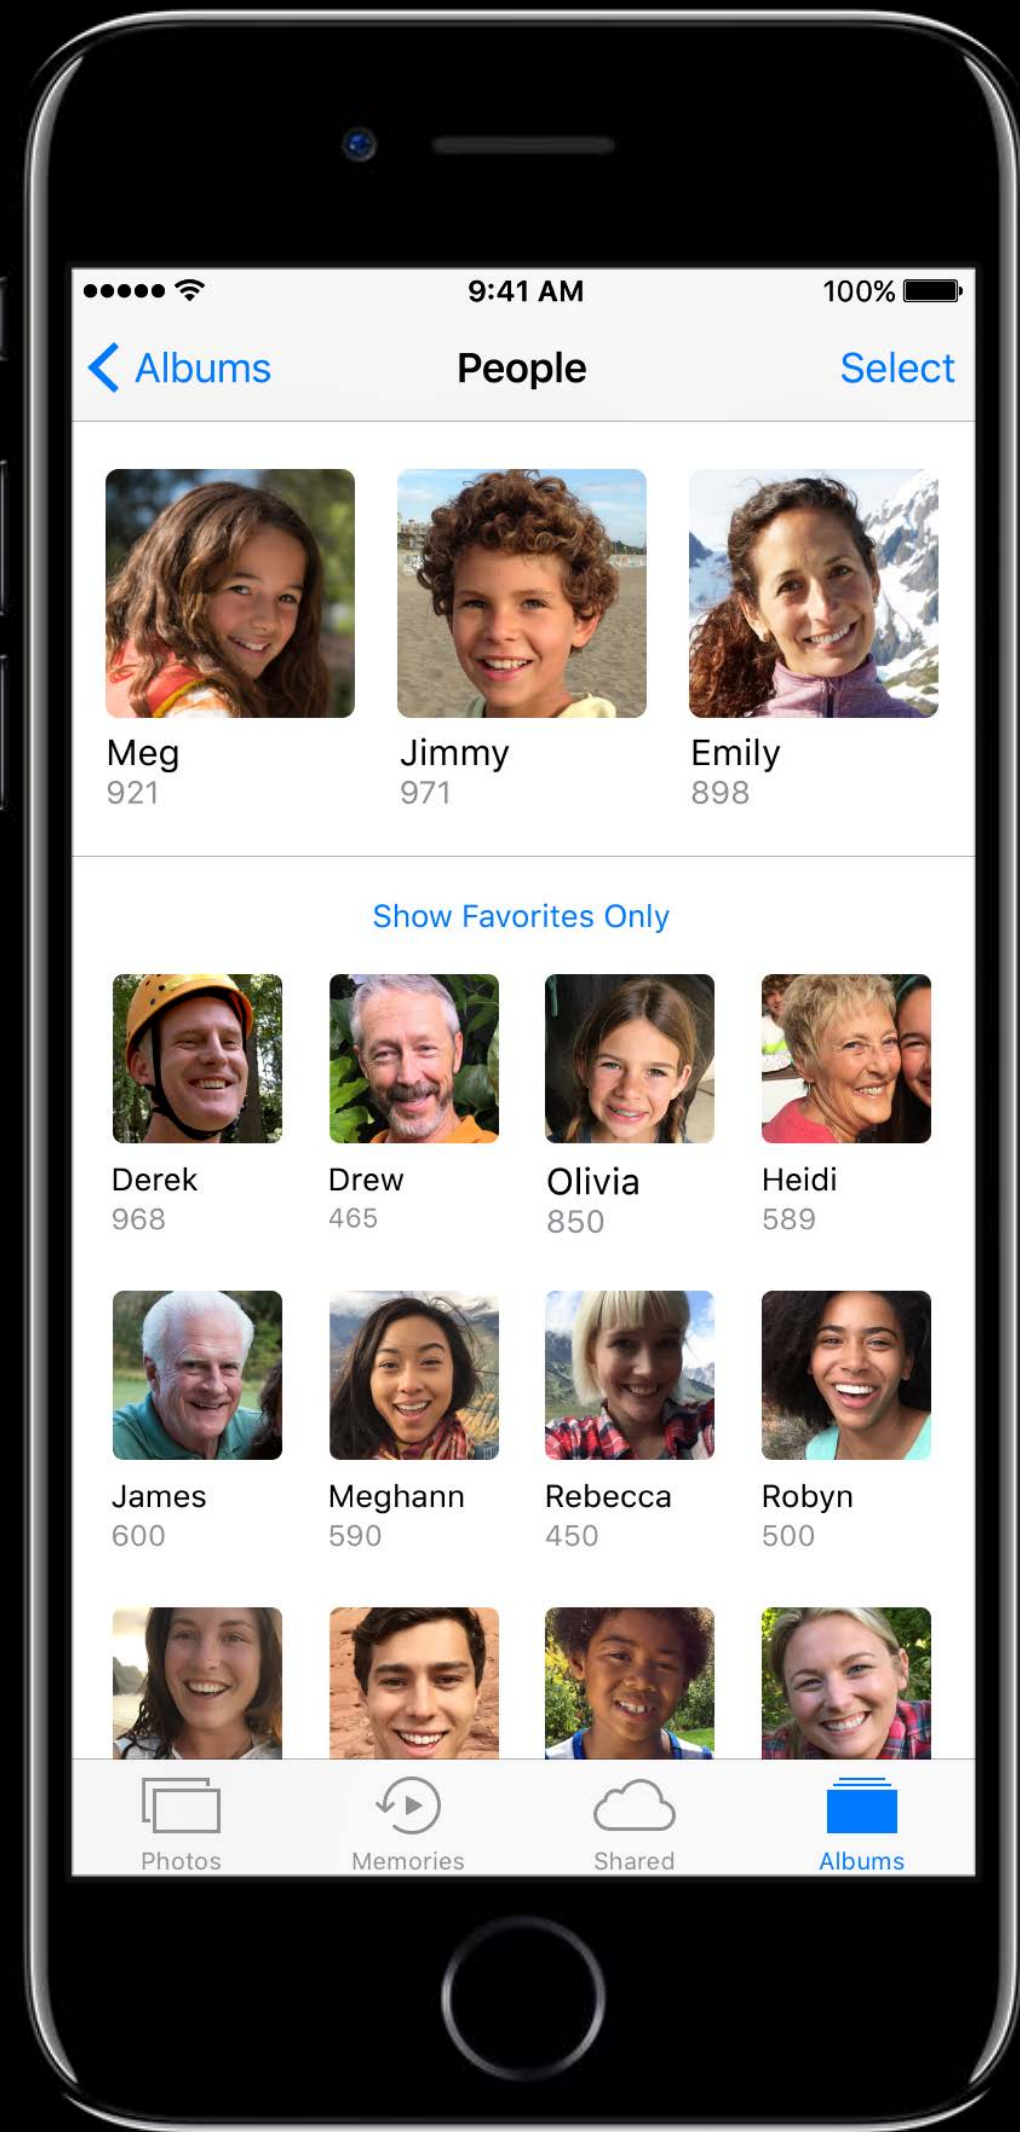 9:41 AM 100%
Albums People Select
Meg Jimmy Emily
921 971 898
Show Favorites Only
Derek Drew Olivia Heidi
968 465 850 589
James Meghann Rebecca Robyn
600 590 450 500
Photos Memories Shared Albums